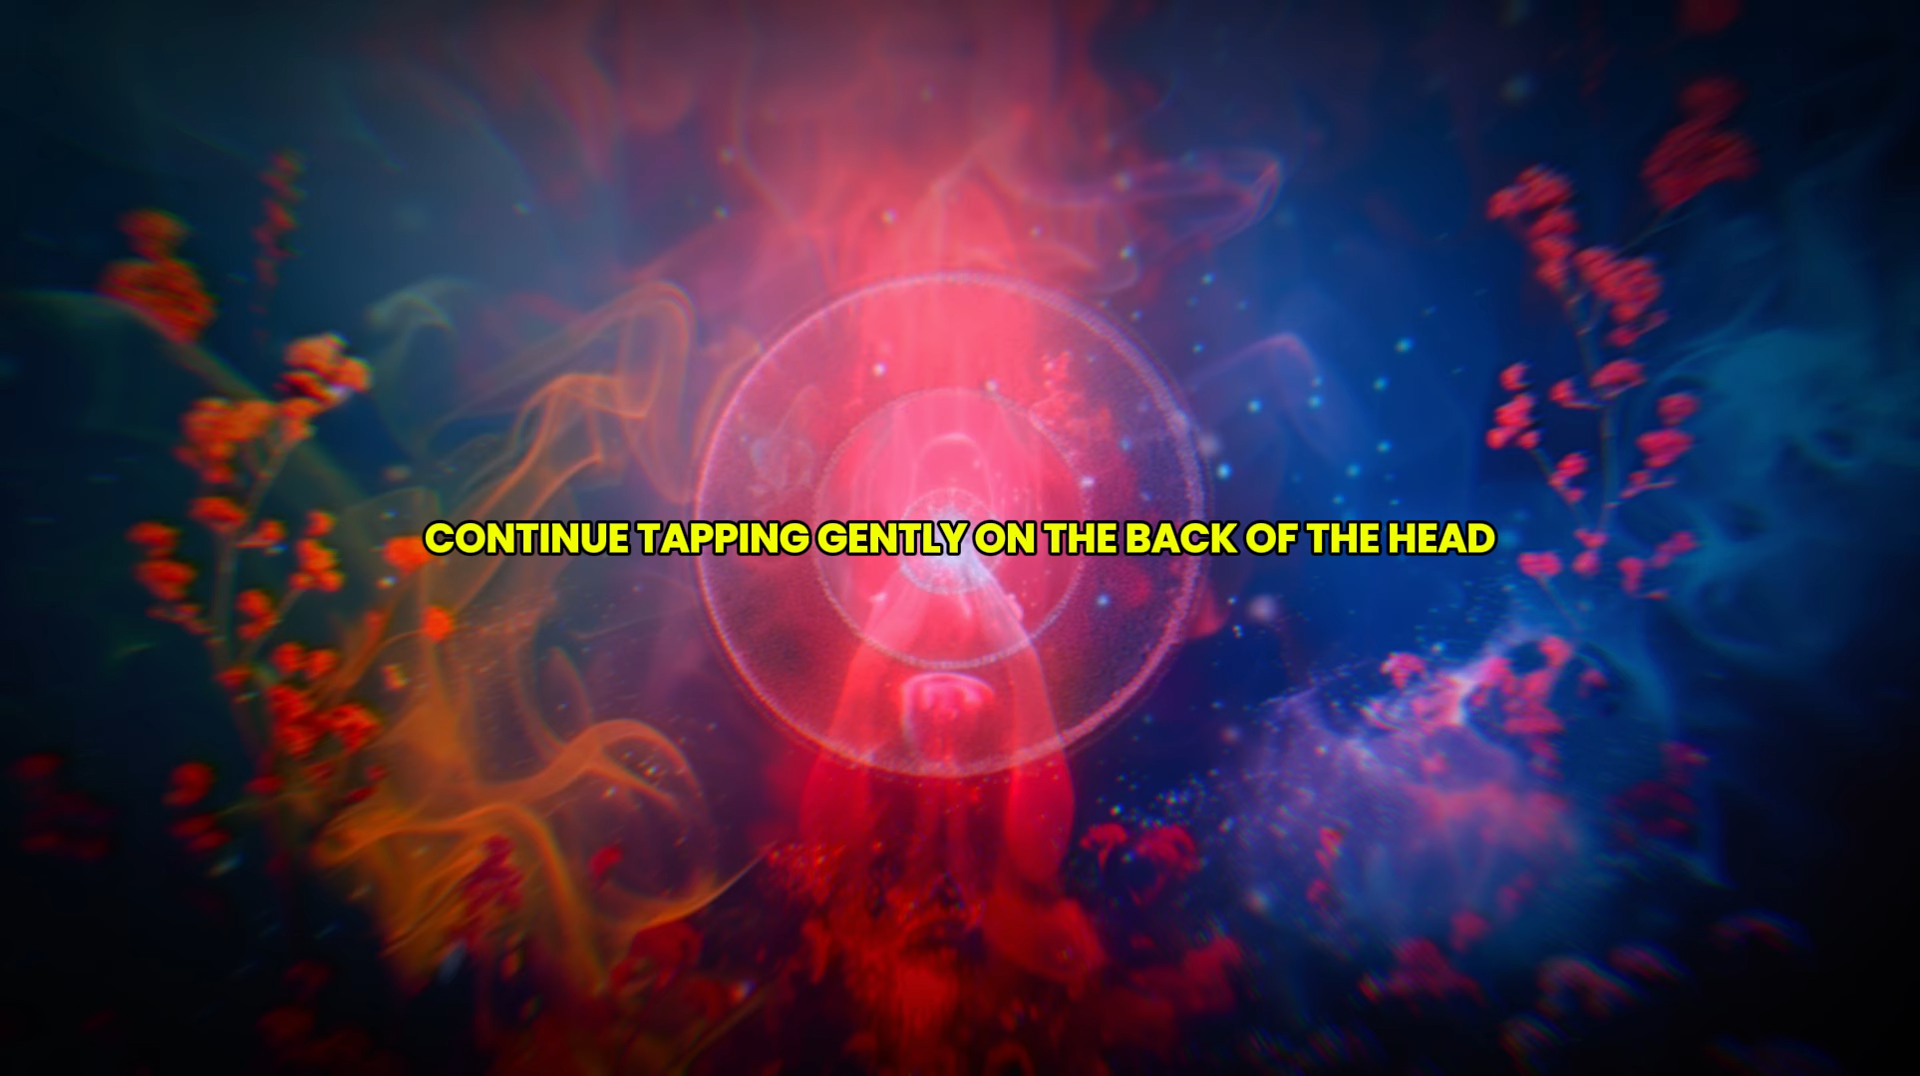 CONTINUE TAPPING GENTLY ON THE BACK OF THE HEAD